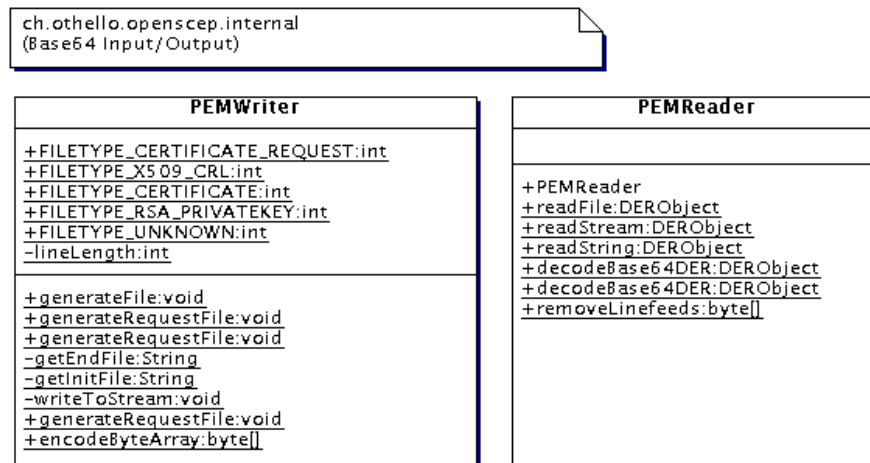 ch.othello.openscep.internal
(Base64 Input/Output)
PEMWriter
+FILETYPE_CERTIFICATE_REQUEST:int
+FILETYPE_X509_CRL:int
+FILETYPE_CERTIFICATE:int
+FILETYPE_RSA_PRIVATEKEY:int
+FILETYPE_UNKNOWN:int
-lineLength:int
+generateFile:void
+generateRequestFile:void
+generateRequestFile:void
-getEndFile:String
-getInitFile:String
-writeToStream:void
+generateRequestFile:void
+encodeByteArray:byte[]
PEMReader
+PEMReader
+readFile:DERObject
+readStream:DERObject
+readString:DERObject
+decodeBase64DER:DERObject
+decodeBase64DER:DERObject
+removeLinefeeds:byte[]